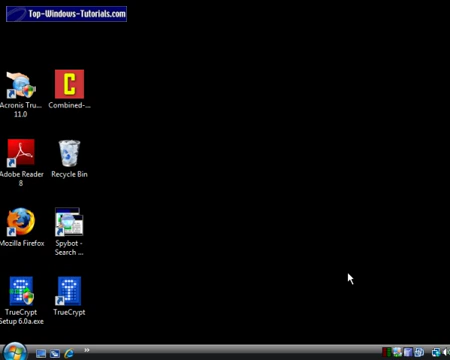 Top-Windows-Tutorials.com
Acronis Tru...
11.0
Combined-...
Adobe Reader
8
Recycle Bin
Mozilla Firefox
Spybot -
Search ...
TrueCrypt
Setup 6.0a.exe
TrueCrypt